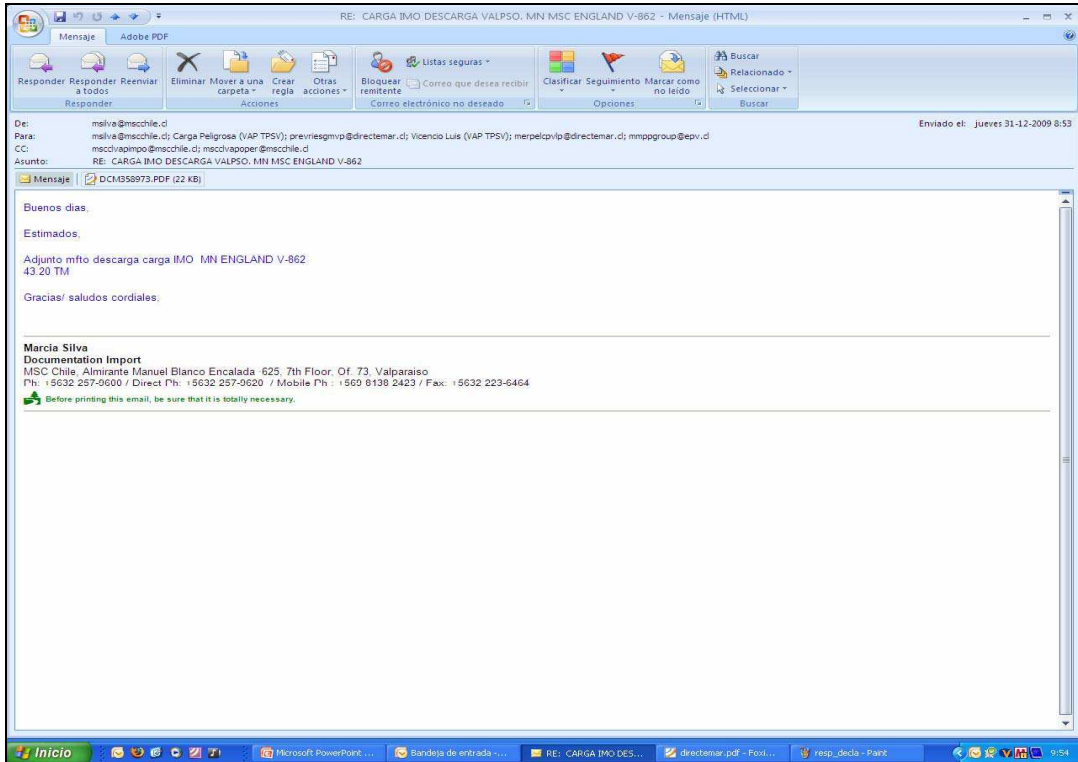 RE: CARGA IMO DESCARGA VALPSO. MN MSC ENGLAND V-862 - Mensaje (HTML)
Mensaje Adobe PDF
Responder Responder a todos Reenviar
Responder
Eliminar Mover a una carpeta Crear regla Otras acciones
Acciones
Bloquear remitente Listas seguras Correo que desea recibir
Correo electrónico no deseado
Clasificar Seguimiento Marcar como no leído
Opciones
Buscar Relacionado Seleccionar
Buscar
De: msilva@mscchile.cl Enviado el: jueves 31-12-2009 8:53
Para: msilva@mscchile.cl; Carga Peligrosa (VAP TPSV); prevriesgmvp@directemar.cl; Vicencio Luis (VAP TPSV); merpelcpvlp@directemar.cl; mmppgroup@epv.cl
CC: mscclvapimpo@mscchile.cl; mscclvapoper@mscchile.cl
Asunto: RE: CARGA IMO DESCARGA VALPSO. MN MSC ENGLAND V-862
Mensaje DCM358973.PDF (22 KB)
Buenos dias,
Estimados,
Adjunto mfto descarga carga IMO MN ENGLAND V-862
43.20 TM
Gracias/ saludos cordiales.
Marcia Silva
Documentation Import
MSC Chile, Almirante Manuel Blanco Encalada -625, 7th Floor, Of. 73, Valparaiso
Ph: +5632 257-9600 / Direct Ph: +5632 257-9620 / Mobile Ph : +569 8138 2423 / Fax: +5632 223-6464
Before printing this email, be sure that it is totally necessary.
Inicio Microsoft PowerPoint ... Bandeja de entrada -... RE: CARGA IMO DES... directemar.pdf - Foxi... resp_decla - Paint 9:54